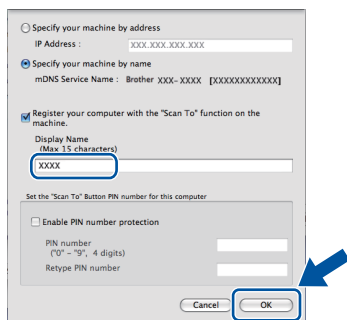 Specify your machine by address
IP Address : XXX.XXX.XXX.XXX
Specify your machine by name
mDNS Service Name : Brother XXX-XXXX [XXXXXXXXXXXX]
Register your computer with the "Scan To" function on the
machine.
Display Name
(Max 15 characters)
XXXX
Set the "Scan To" Button PIN number for this computer
Enable PIN number protection
PIN number
("0" - "9", 4 digits)
Retype PIN number
Cancel OK